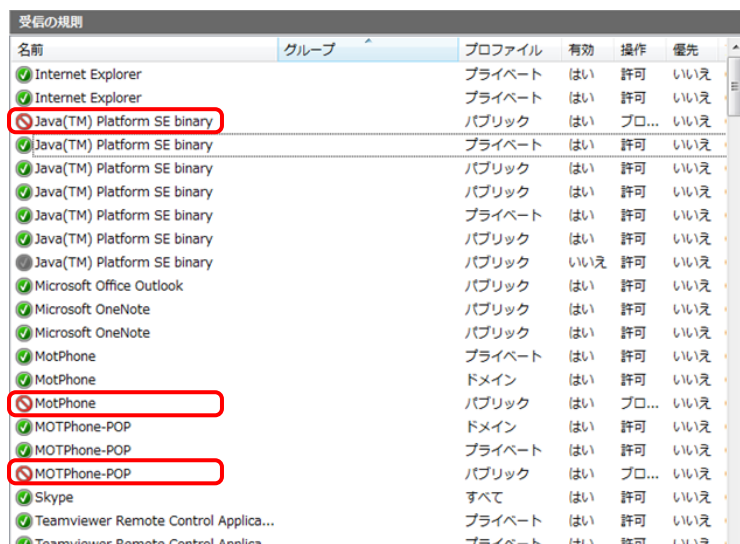 受信の規則
名前 グループ プロファイル 有効 操作 優先
Internet Explorer プライベート はい 許可 いいえ
Internet Explorer プライベート はい 許可 いいえ
Java(TM) Platform SE binary パブリック はい ブロ... いいえ
Java(TM) Platform SE binary プライベート はい 許可 いいえ
Java(TM) Platform SE binary パブリック はい 許可 いいえ
Java(TM) Platform SE binary パブリック はい 許可 いいえ
Java(TM) Platform SE binary プライベート はい 許可 いいえ
Java(TM) Platform SE binary パブリック はい 許可 いいえ
Java(TM) Platform SE binary パブリック いいえ 許可 いいえ
Microsoft Office Outlook パブリック はい 許可 いいえ
Microsoft OneNote パブリック はい 許可 いいえ
Microsoft OneNote パブリック はい 許可 いいえ
MotPhone プライベート はい 許可 いいえ
MotPhone ドメイン はい 許可 いいえ
MotPhone パブリック はい ブロ... いいえ
MOTPhone-POP ドメイン はい 許可 いいえ
MOTPhone-POP プライベート はい 許可 いいえ
MOTPhone-POP パブリック はい ブロ... いいえ
Skype すべて はい 許可 いいえ
Teamviewer Remote Control Applica... プライベート はい 許可 いいえ
Teamviewer Remote Control Applica... プライベート はい 許可 いいえ